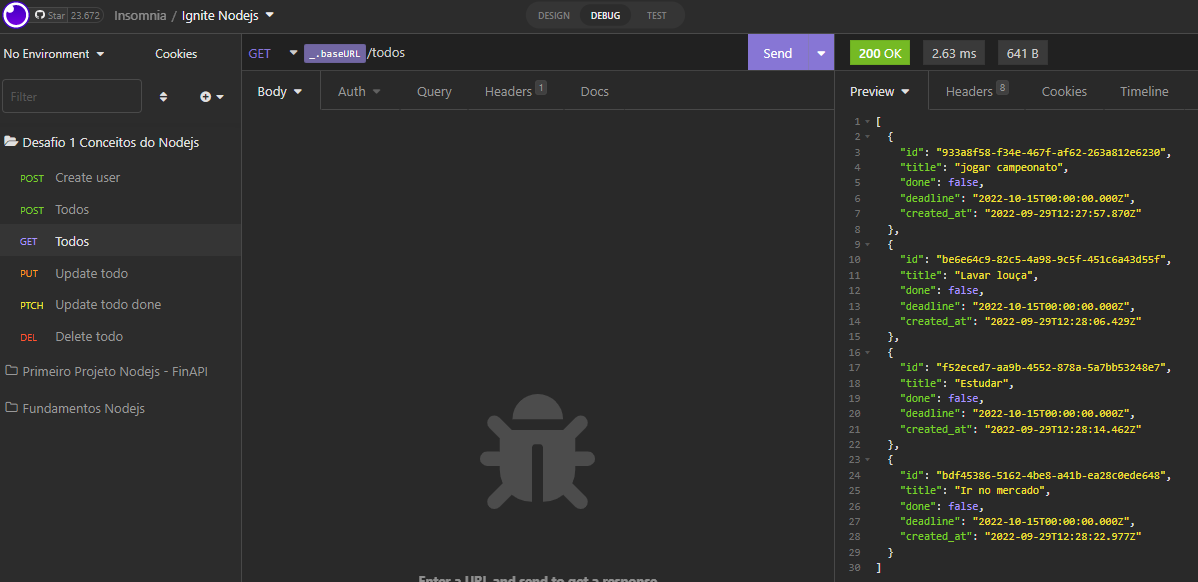 Star 23.672 Insomnia / Ignite Nodejs
DESIGN DEBUG TEST
No Environment Cookies
Filter
Desafio 1 Conceitos do Nodejs
POST Create user
POST Todos
GET Todos
PUT Update todo
PTCH Update todo done
DEL Delete todo
Primeiro Projeto Nodejs - FinAPI
Fundamentos Nodejs
GET _.baseURL /todos Send
Body Auth Query Headers 1 Docs
Enter a URL and send to get a response
200 OK 2.63 ms 641 B
Preview Headers 8 Cookies Timeline
1 [
2 {
3 "id": "933a8f58-f34e-467f-af62-263a812e6230",
4 "title": "jogar campeonato",
5 "done": false,
6 "deadline": "2022-10-15T00:00:00.000Z",
7 "created_at": "2022-09-29T12:27:57.870Z"
8 },
9 {
10 "id": "be6e64c9-82c5-4a98-9c5f-451c6a43d55f",
11 "title": "Lavar louça",
12 "done": false,
13 "deadline": "2022-10-15T00:00:00.000Z",
14 "created_at": "2022-09-29T12:28:06.429Z"
15 },
16 {
17 "id": "f52eced7-aa9b-4552-878a-5a7bb53248e7",
18 "title": "Estudar",
19 "done": false,
20 "deadline": "2022-10-15T00:00:00.000Z",
21 "created_at": "2022-09-29T12:28:14.462Z"
22 },
23 {
24 "id": "bdf45386-5162-4be8-a41b-ea28c0ede648",
25 "title": "Ir no mercado",
26 "done": false,
27 "deadline": "2022-10-15T00:00:00.000Z",
28 "created_at": "2022-09-29T12:28:22.977Z"
29 }
30 ]